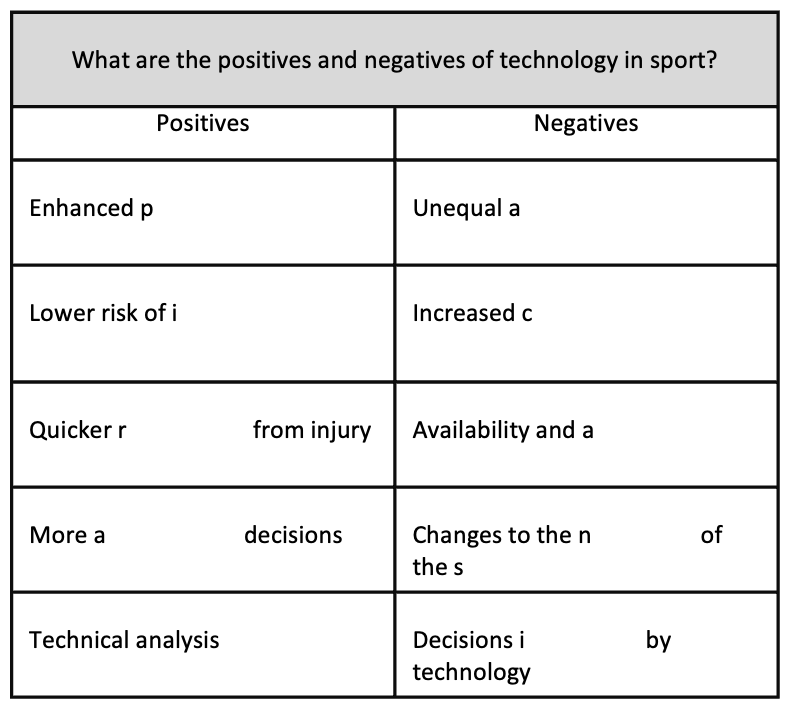 What are the positives and negatives of technology in sport?
Positives
Negatives
Enhanced p
Unequal a
Lower risk of i
Increased c
Quicker r from injury
Availability and a
More a decisions
Changes to the n of
the s
Technical analysis
Decisions i by
technology